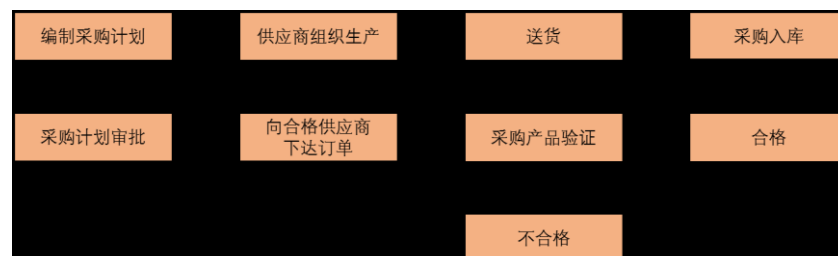 编制采购计划
供应商组织生产
送货
采购入库
采购计划审批
向合格供应商
下达订单
采购产品验证
合格
不合格